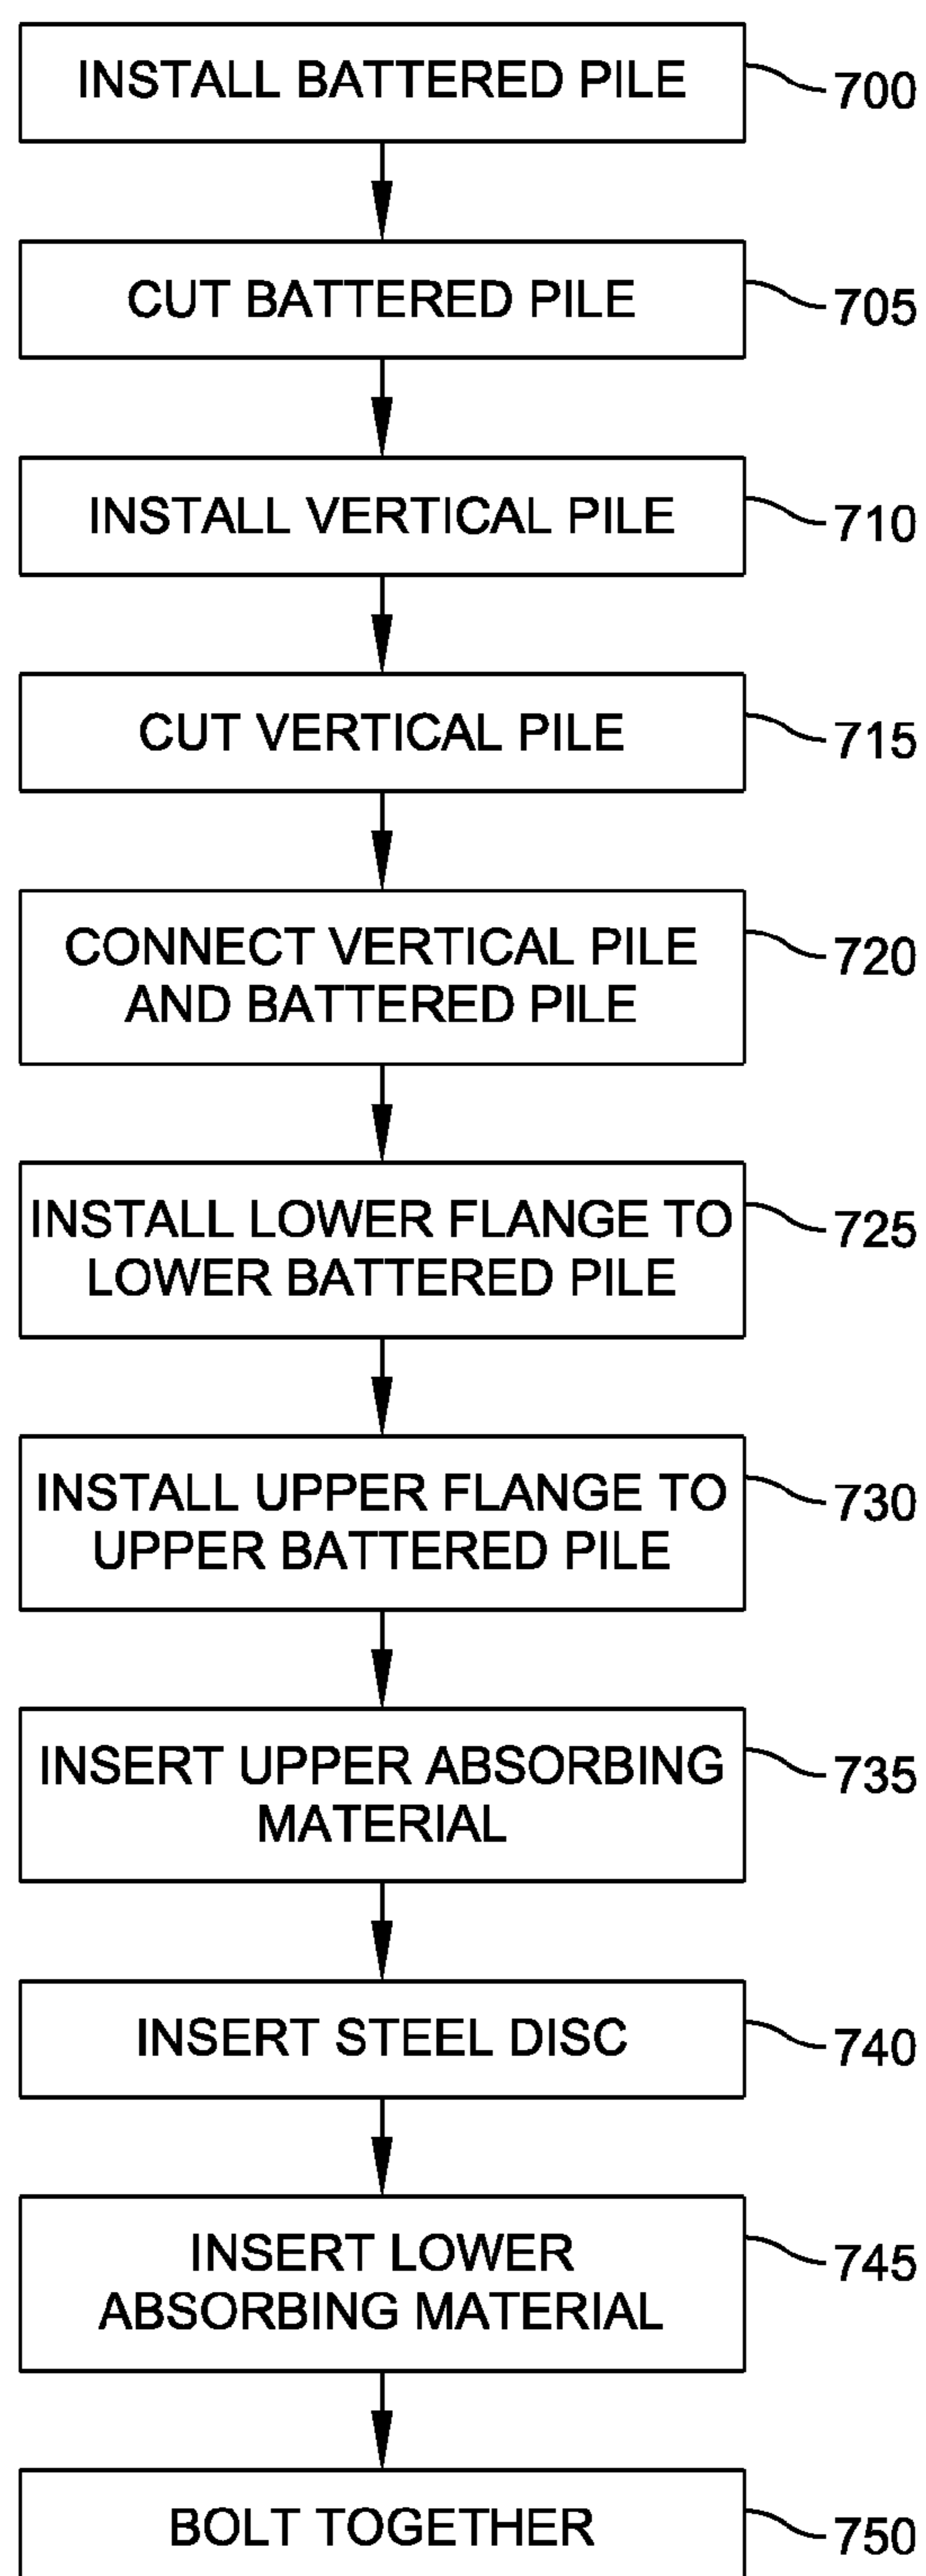 INSTALL BATTERED PILE
700
CUT BATTERED PILE
705
INSTALL VERTICAL PILE
710
CUT VERTICAL PILE
715
CONNECT VERTICAL PILE
AND BATTERED PILE
720
INSTALL LOWER FLANGE TO
LOWER BATTERED PILE
725
INSTALL UPPER FLANGE TO
UPPER BATTERED PILE
730
INSERT UPPER ABSORBING
MATERIAL
735
INSERT STEEL DISC
740
INSERT LOWER
ABSORBING MATERIAL
745
BOLT TOGETHER
750